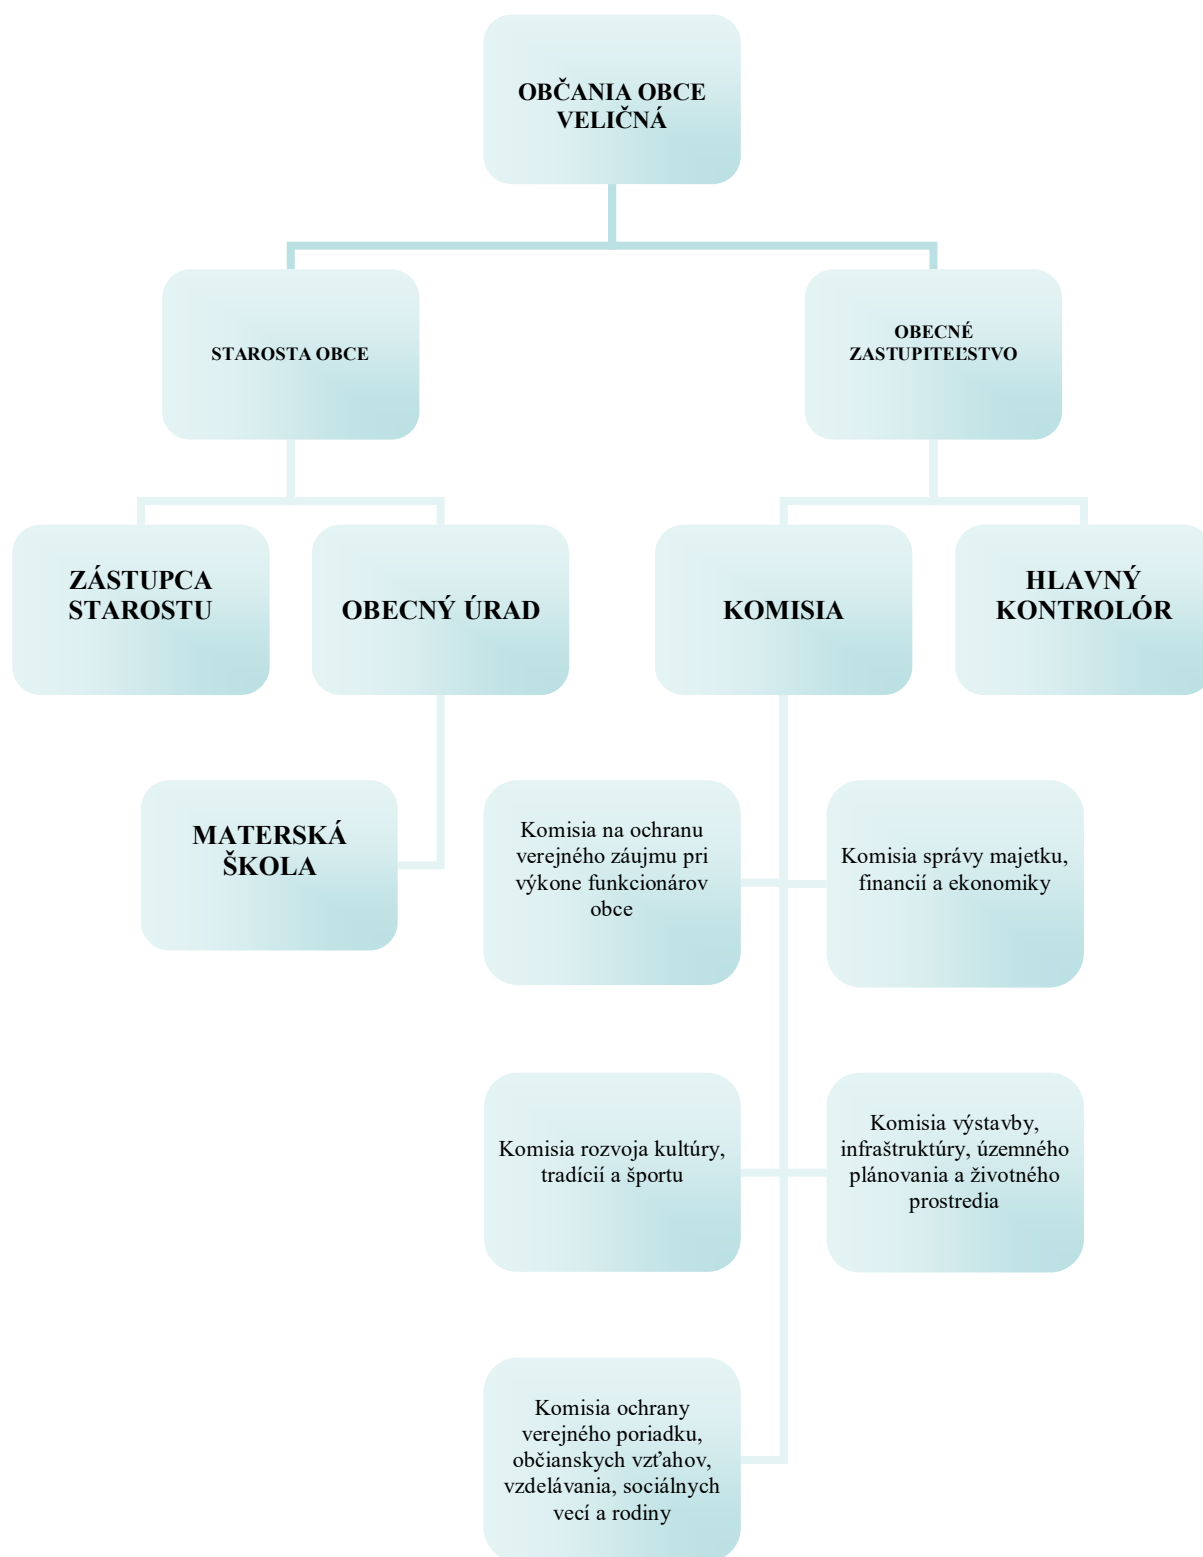 OBČANIA OBCE
VELIČNÁ
STAROSTA OBCE
OBECNÉ
ZASTUPITEĽSTVO
ZÁSTUPCA
STAROSTU
OBECNÝ ÚRAD
KOMISIA
HLAVNÝ
KONTROLÓR
MATERSKÁ
ŠKOLA
Komisia na ochranu
verejného záujmu pri
výkone funkcionárov
obce
Komisia správy majetku,
financií a ekonomiky
Komisia rozvoja kultúry,
tradícií a športu
Komisia výstavby,
infraštruktúry, územného
plánovania a životného
prostredia
Komisia ochrany
verejného poriadku,
občianskych vzťahov,
vzdelávania, sociálnych
vecí a rodiny